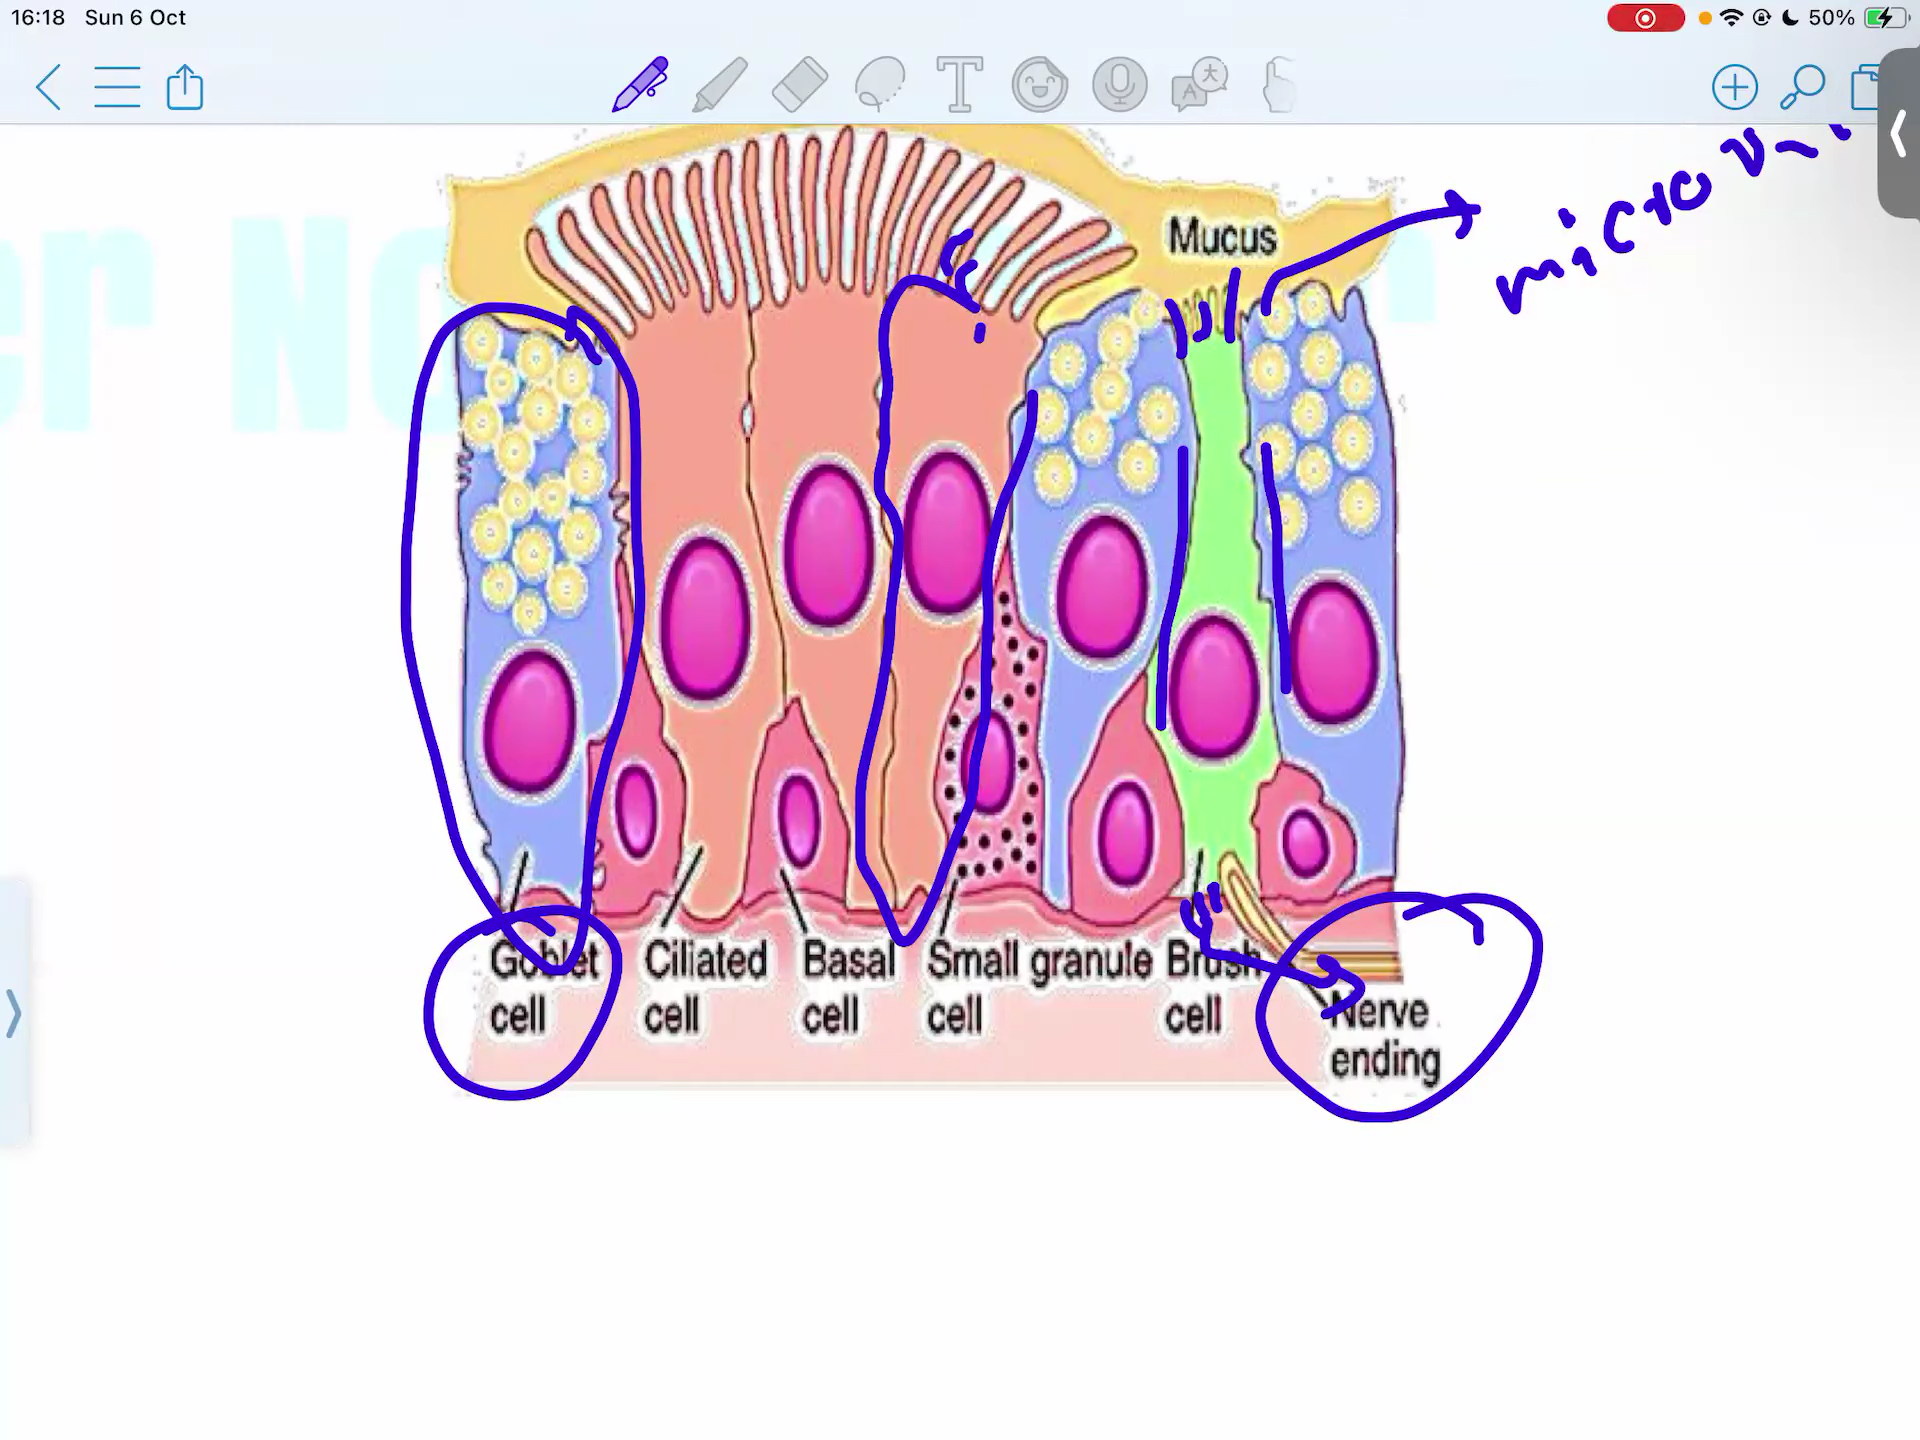 16:18 Sun 6 Oct
50%
Mucus
micro
Goblet
cell
Ciliated
cell
Basal
cell
Small granule
cell
Brush
cell
Nerve
ending